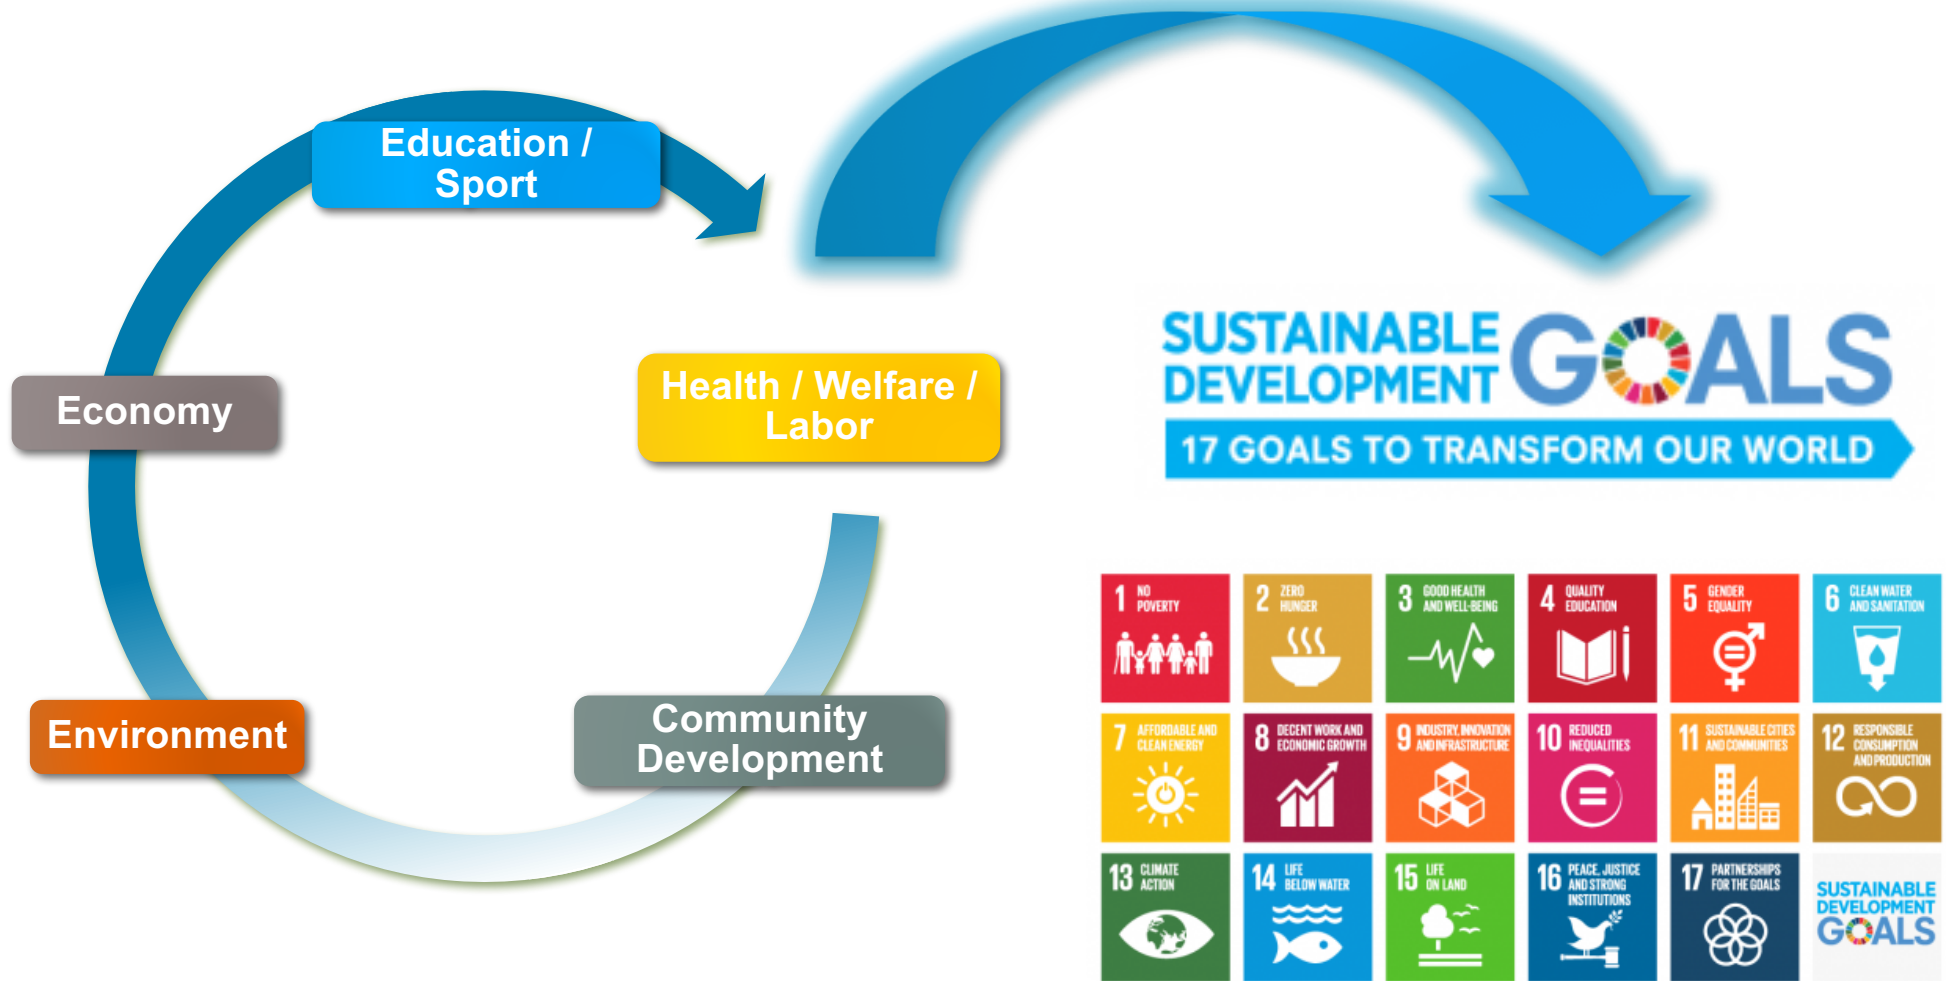 Education /
Sport
Economy
Health / Welfare /
Labor
Environment
Community
Development
SUSTAINABLE
DEVELOPMENT
GOALS
17 GOALS TO TRANSFORM OUR WORLD
1 NO
POVERTY
2 ZERO
HUNGER
3 GOOD HEALTH
AND WELL-BEING
4 QUALITY
EDUCATION
5 GENDER
EQUALITY
6 CLEAN WATER
AND SANITATION
7 AFFORDABLE AND
CLEAN ENERGY
8 DECENT WORK AND
ECONOMIC GROWTH
9 INDUSTRY, INNOVATION
AND INFRASTRUCTURE
10 REDUCED
INEQUALITIES
11 SUSTAINABLE CITIES
AND COMMUNITIES
12 RESPONSIBLE
CONSUMPTION
AND PRODUCTION
13 CLIMATE
ACTION
14 LIFE
BELOW WATER
15 LIFE
ON LAND
16 PEACE, JUSTICE
AND STRONG
INSTITUTIONS
17 PARTNERSHIPS
FOR THE GOALS
SUSTAINABLE
DEVELOPMENT
GOALS